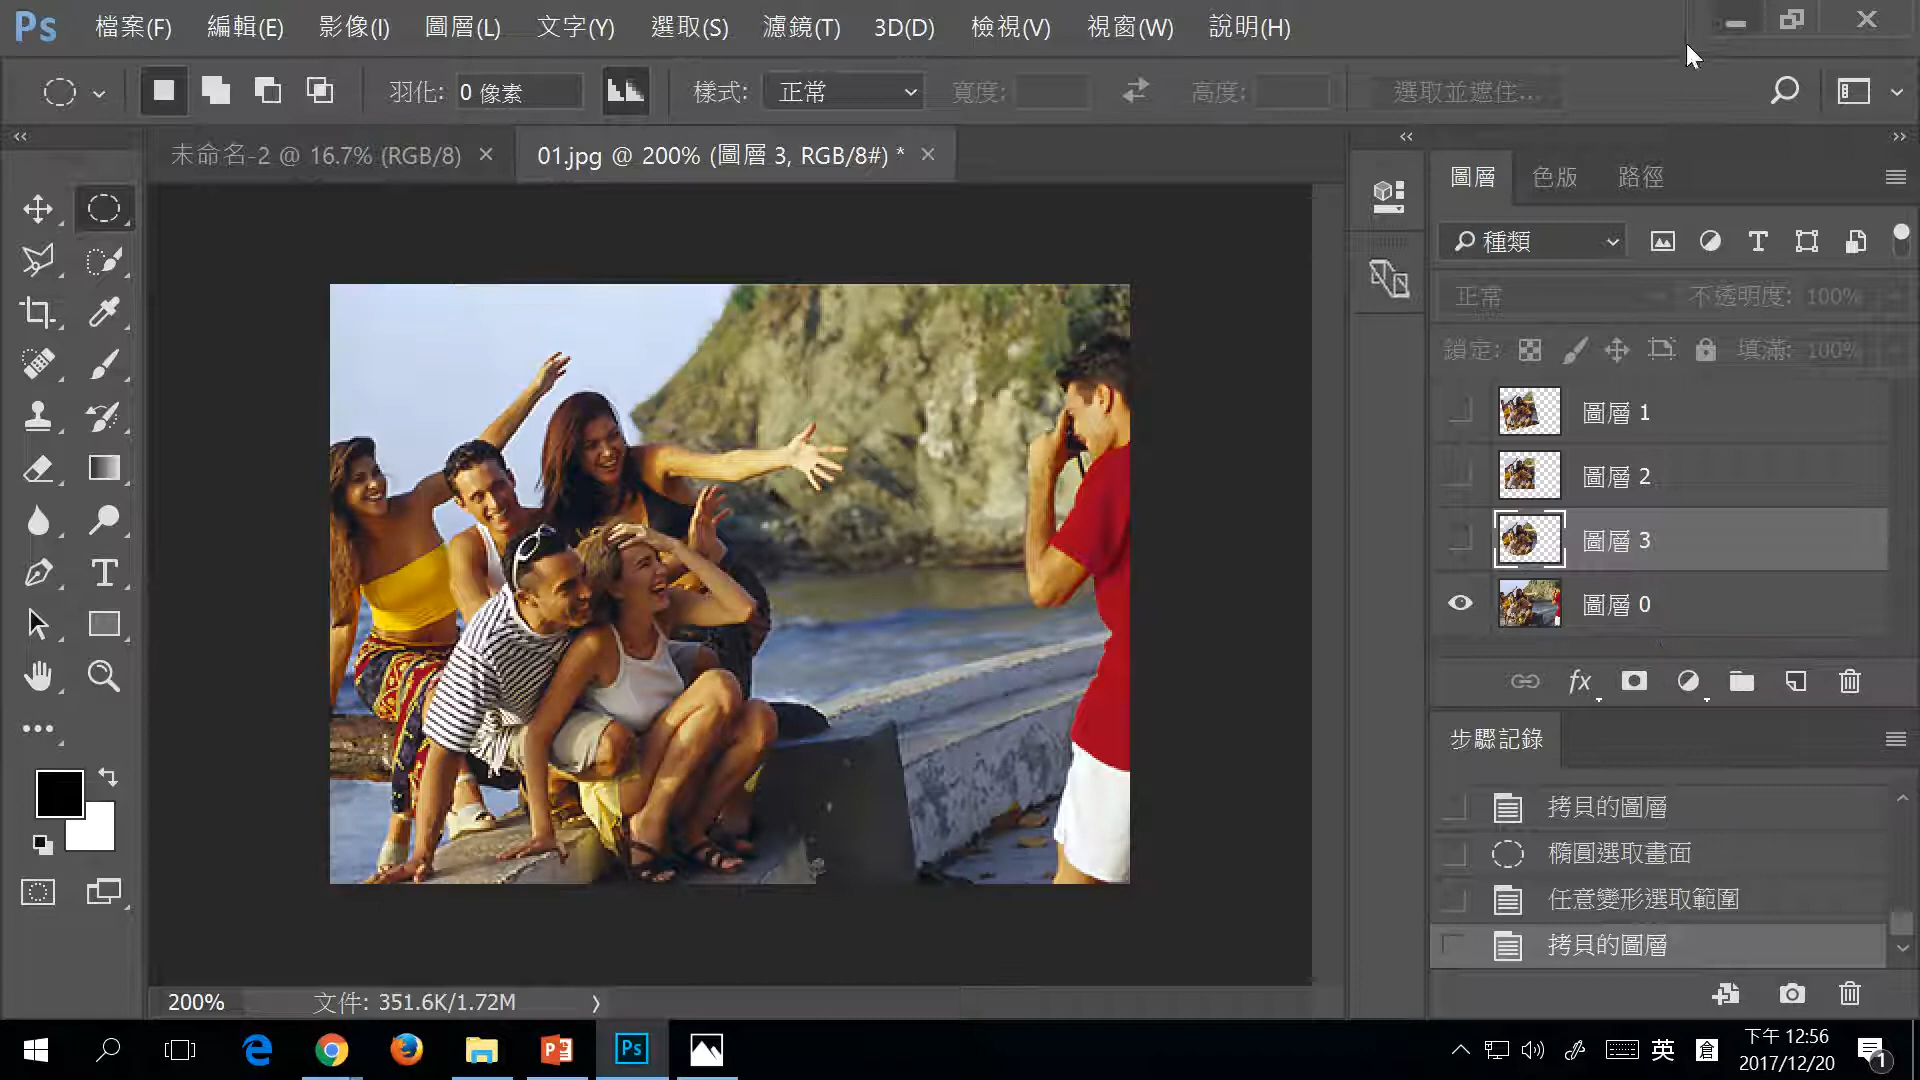 Ps 檔案(F) 編輯(E) 影像(I) 圖層(L) 文字(Y) 選取(S) 濾鏡(T) 3D(D) 檢視(V) 視窗(W) 說明(H)
羽化: 0 像素 樣式: 正常 寬度: 高度: 選取並遮住...
未命名-2 @ 16.7% (RGB/8) × 01.jpg @ 200% (圖層 3, RGB/8#) * ×
圖層 色版 路徑
種類
正常 不透明度: 100%
鎖定: 填滿: 100%
圖層 1
圖層 2
圖層 3
圖層 0
fx
步驟記錄
拷貝的圖層
橢圓選取畫面
任意變形選取範圍
拷貝的圖層
200% 文件: 351.6K/1.72M
Ps 英 倉 下午 12:56
2017/12/20
1